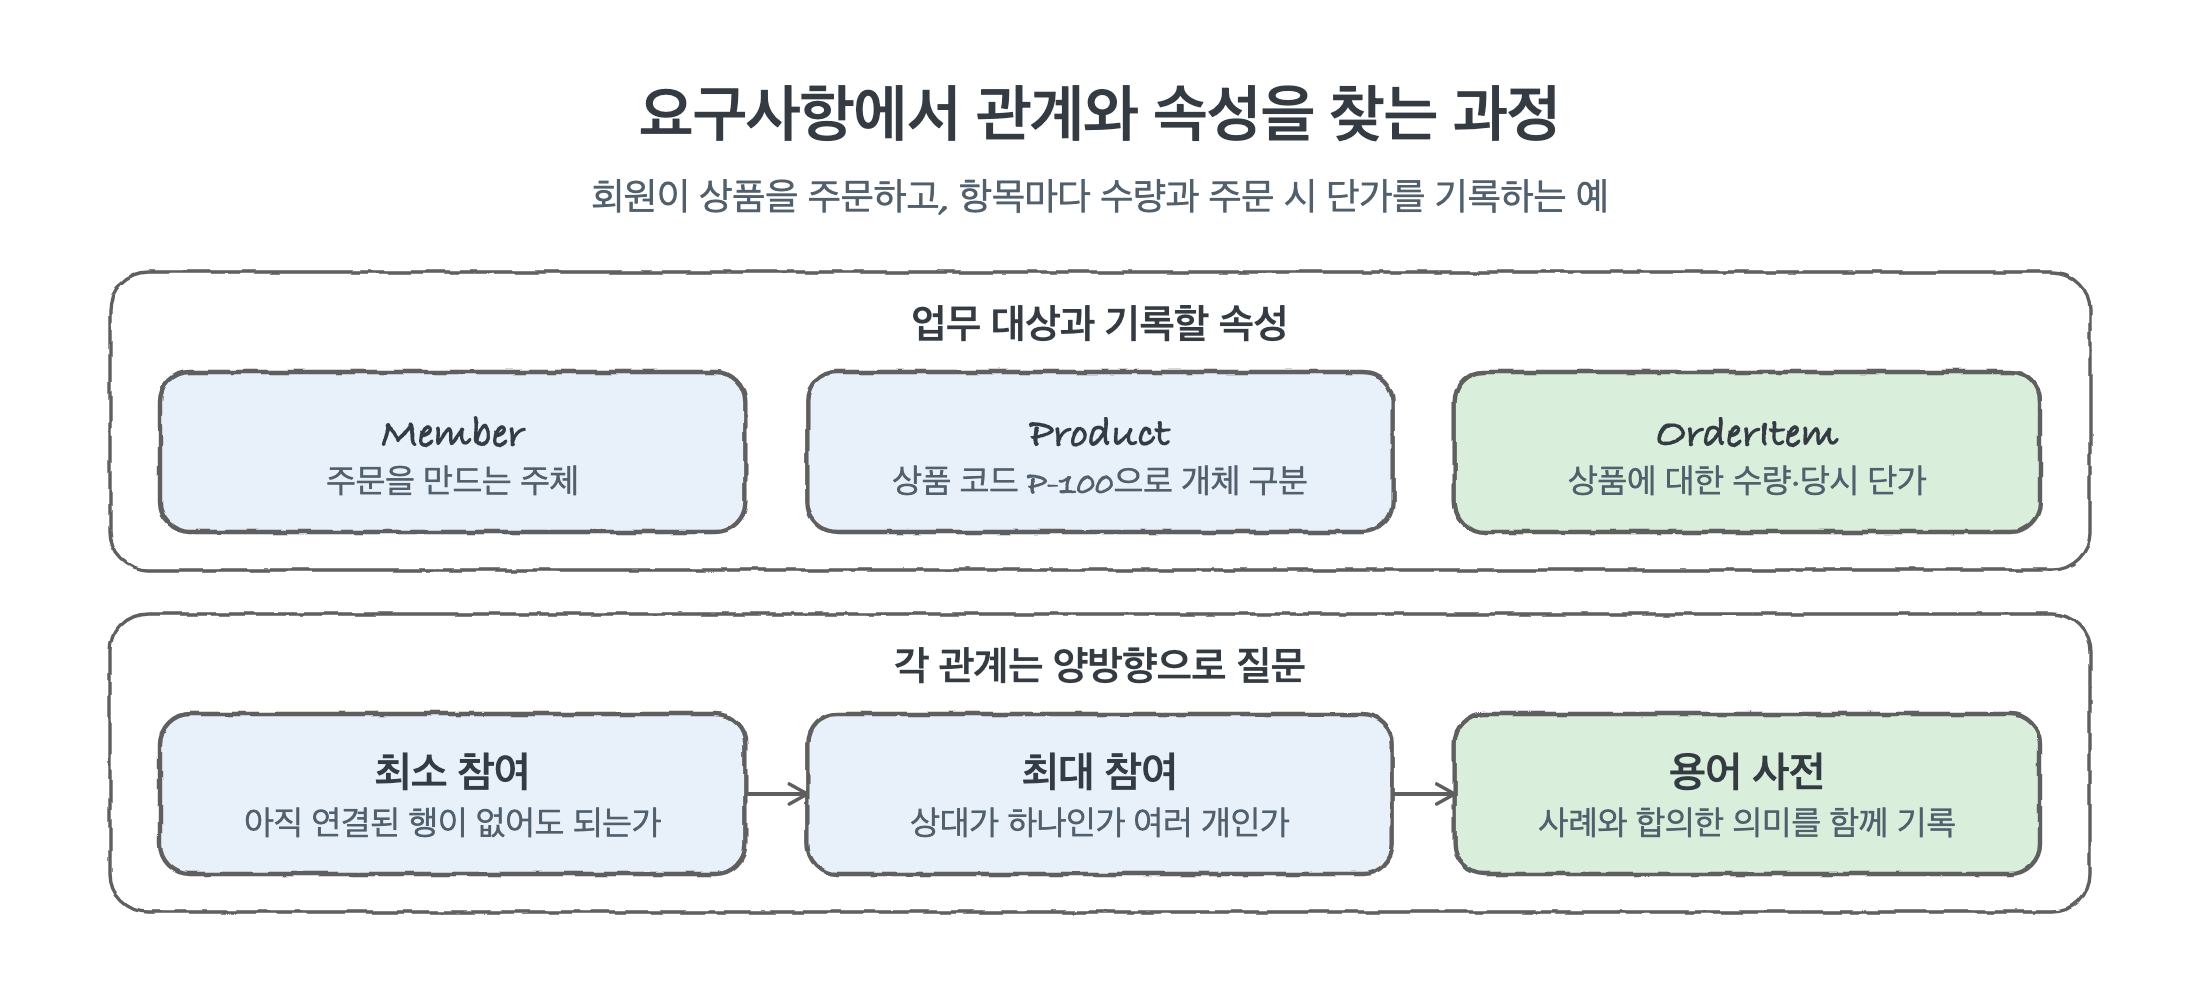 요구사항에서 관계와 속성을 찾는 과정
회원이 상품을 주문하고, 항목마다 수량과 주문 시 단가를 기록하는 예
업무 대상과 기록할 속성
Member
주문을 만드는 주체
Product
상품 코드 P-100으로 개체 구분
OrderItem
상품에 대한 수량·당시 단가
각 관계는 양방향으로 질문
최소 참여
아직 연결된 행이 없어도 되는가
최대 참여
상대가 하나인가 여러 개인가
용어 사전
사례와 합의한 의미를 함께 기록